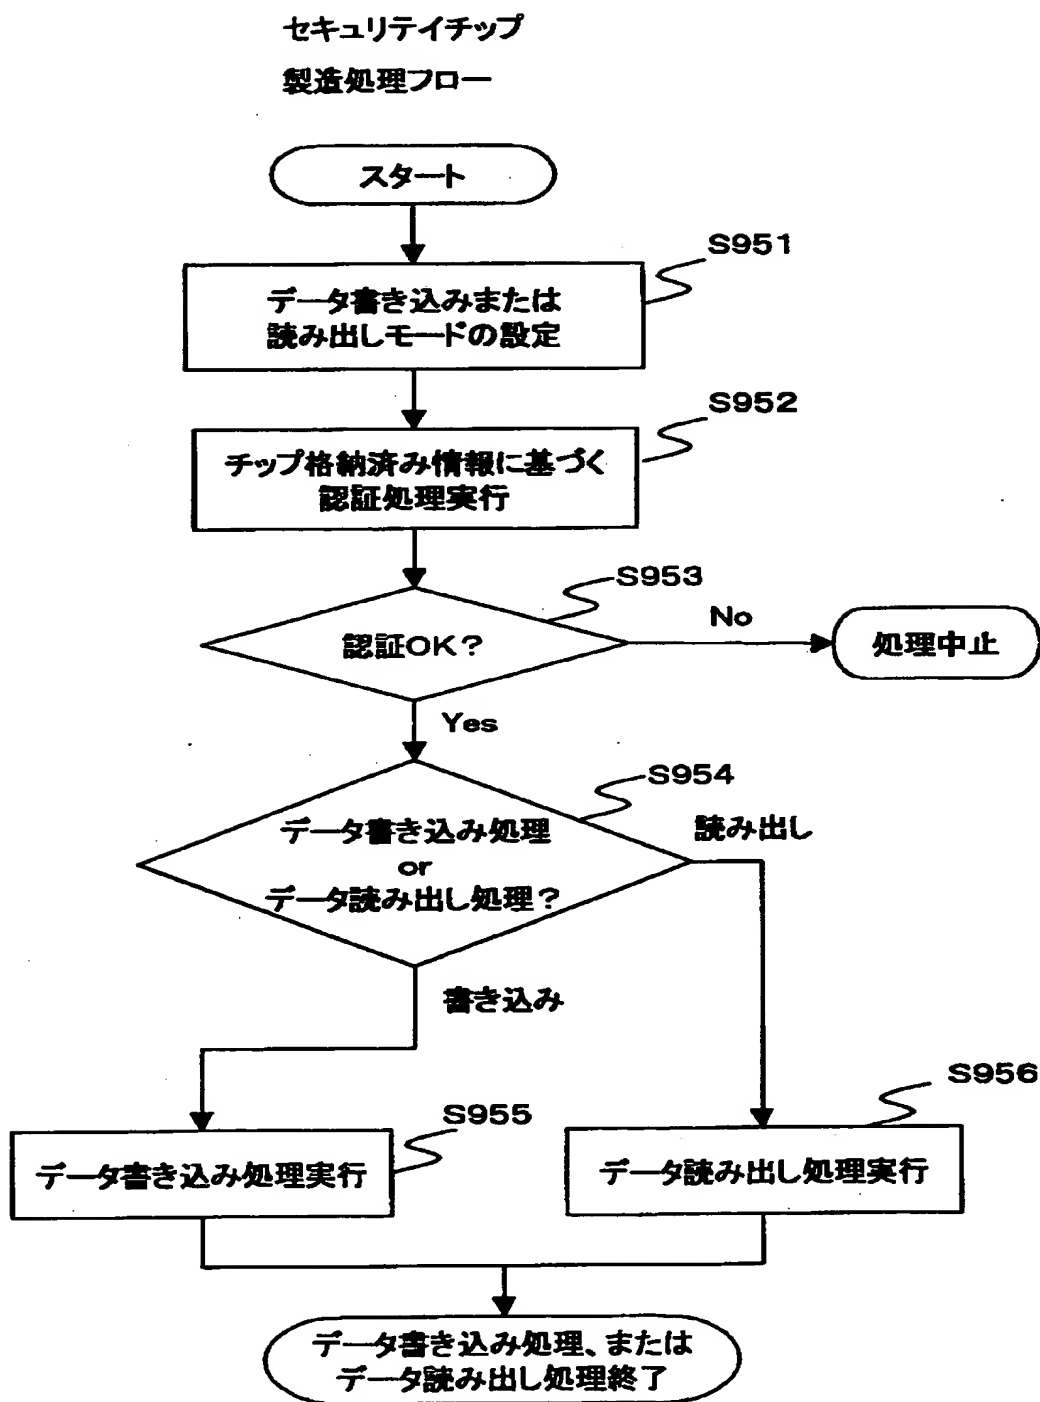 セキュリテイチップ
製造処理フロー
スタート
S951
データ書き込みまたは
読み出しモードの設定
S952
チップ格納済み情報に基づく
認証処理実行
S953
認証OK?
No
処理中止
Yes
S954
データ書き込み処理
or
データ読み出し処理?
読み出し
書き込み
S955
データ書き込み処理実行
S956
データ読み出し処理実行
データ書き込み処理、または
データ読み出し処理終了